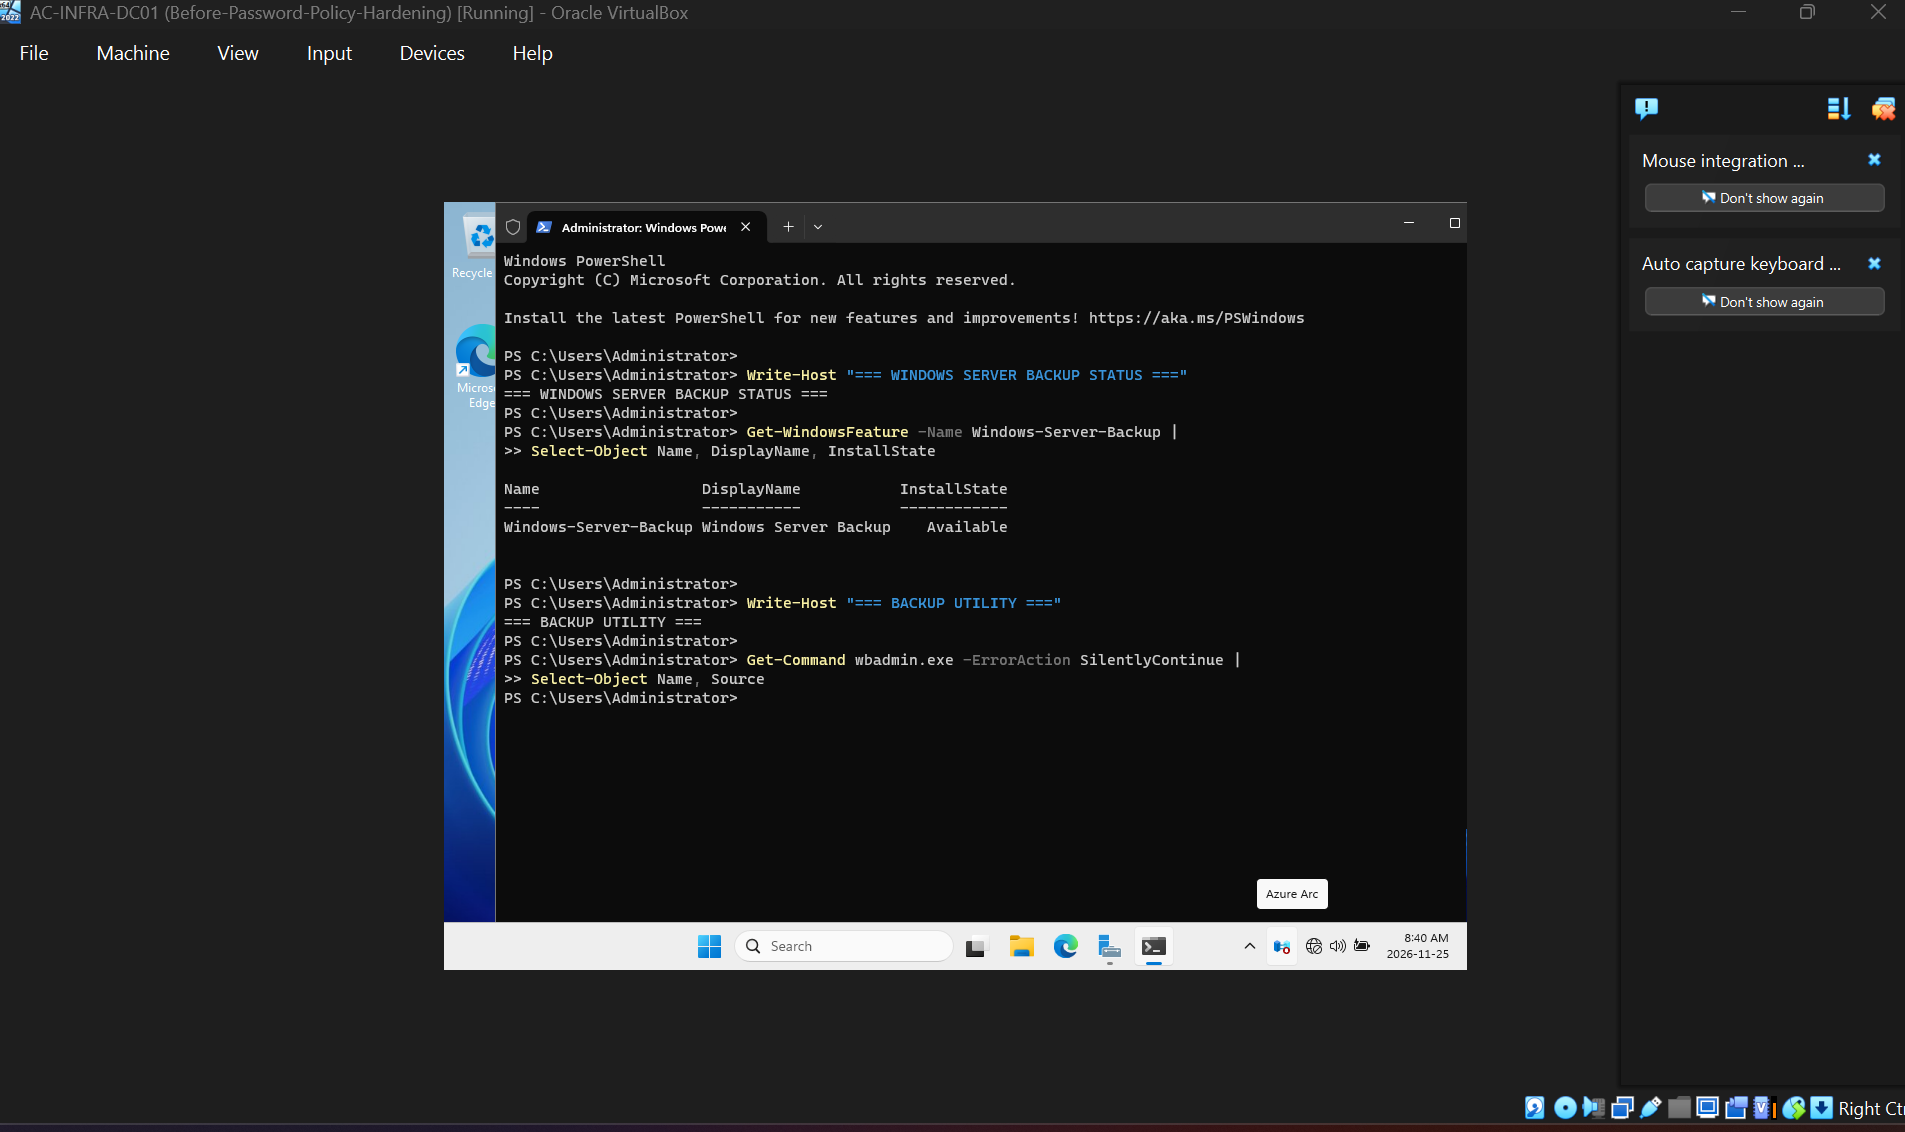 AC-INFRA-DC01 (Before-Password-Policy-Hardening) [Running] - Oracle VirtualBox
File Machine View Input Devices Help
Mouse integration ...
Don't show again
Auto capture keyboard ...
Don't show again
Recycle
Micros
Edge
Administrator: Windows Powe
Windows PowerShell
Copyright (C) Microsoft Corporation. All rights reserved.
Install the latest PowerShell for new features and improvements! https://aka.ms/PSWindows
PS C:\Users\Administrator>
PS C:\Users\Administrator> Write-Host "=== WINDOWS SERVER BACKUP STATUS ==="
=== WINDOWS SERVER BACKUP STATUS ===
PS C:\Users\Administrator>
PS C:\Users\Administrator> Get-WindowsFeature -Name Windows-Server-Backup |
>> Select-Object Name, DisplayName, InstallState
Name DisplayName InstallState
---- ----------- ------------
Windows-Server-Backup Windows Server Backup Available
PS C:\Users\Administrator>
PS C:\Users\Administrator> Write-Host "=== BACKUP UTILITY ==="
=== BACKUP UTILITY ===
PS C:\Users\Administrator>
PS C:\Users\Administrator> Get-Command wbadmin.exe -ErrorAction SilentlyContinue |
>> Select-Object Name, Source
PS C:\Users\Administrator>
Azure Arc
Search
8:40 AM
2026-11-25
Right Ct